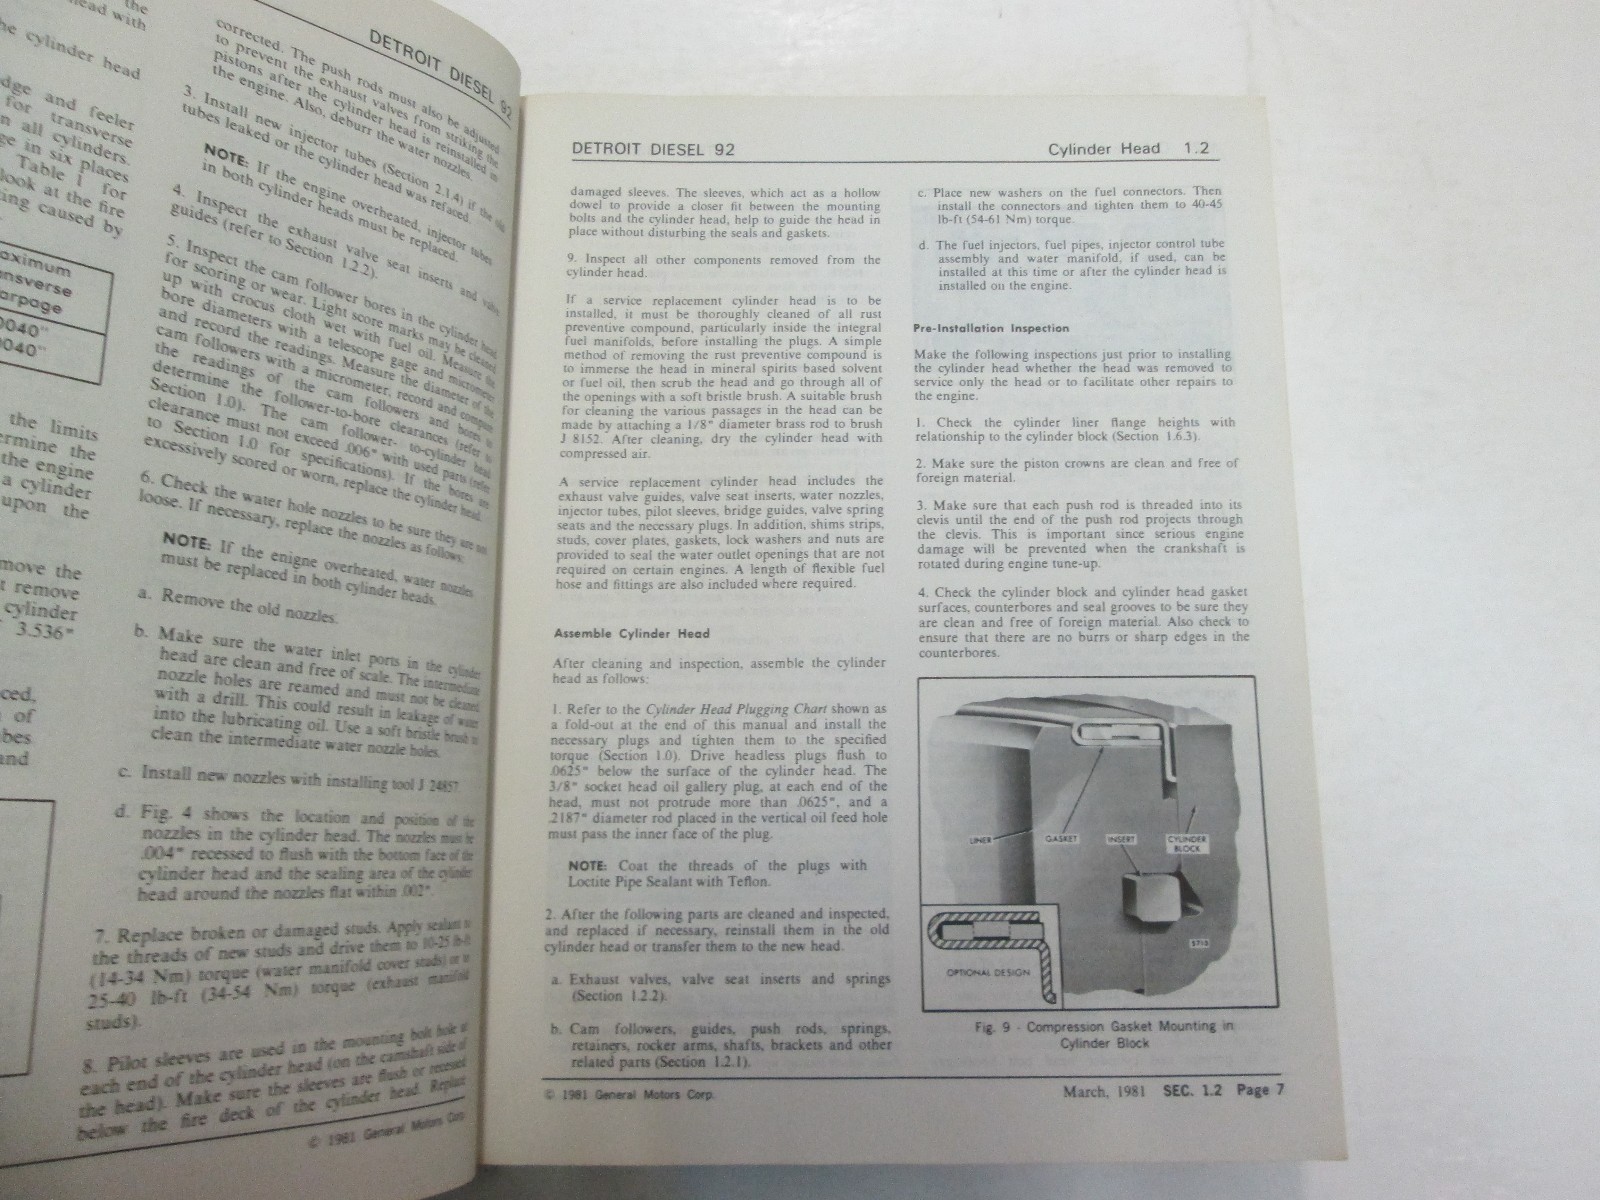 the
head with
he cylinder head
dge and feeler
for transverse
n all cylinders.
ge in six places
Table 1 for
look at the fire
ing caused by
aximum
ansverse
arpage
0040"
0040"
the limits
ermine the
the engine
a cylinder
upon the
move the
t remove
cylinder
3.536"
ced,
of
bes
and
DETROIT DIESEL 92
corrected. The push rods must also be adjusted
to prevent the exhaust valves from striking the
pistons after the cylinder head is reinstalled in
the engine. Also, deburr the water nozzles.
3. Install new injector tubes (Section 2.1.4) if the old
tubes leaked or the cylinder head was refaced.
NOTE: If the engine overheated, injector tubes
in both cylinder heads must be replaced.
4. Inspect the exhaust valve seat inserts and valve
guides (refer to Section 1.2.2).
5. Inspect the cam follower bores in the cylinder head
for scoring or wear. Light score marks may be cleaned
up with crocus cloth wet with fuel oil. Measure the
bore diameters with a telescope gage and micrometer
and record the readings. Measure the diameter of the
cam followers with a micrometer, record and compare
the readings of the cam followers and bores to
determine the follower-to-bore clearances (refer to
Section 1.0). The cam follower- to-cylinder head
clearance must not exceed .006" with used parts (refer
to Section 1.0 for specifications). If the bores are
excessively scored or worn, replace the cylinder head.
6. Check the water hole nozzles to be sure they are not
loose. If necessary, replace the nozzles as follows:
NOTE: If the enigne overheated, water nozzles
must be replaced in both cylinder heads.
a. Remove the old nozzles.
b. Make sure the water inlet ports in the cylinder
head are clean and free of scale. The intermediate
nozzle holes are reamed and must not be cleaned
with a drill. This could result in leakage of water
into the lubricating oil. Use a soft bristle brush to
clean the intermediate water nozzle holes.
c. Install new nozzles with installing tool J 24857.
d. Fig. 4 shows the location and position of the
nozzles in the cylinder head. The nozzles must be
.004" recessed to flush with the bottom face of the
cylinder head and the sealing area of the cylinder
head around the nozzles flat within .002".
7. Replace broken or damaged studs. Apply sealant to
the threads of new studs and drive them to 10-25 lb-ft
(14-34 Nm) torque (water manifold cover studs) or to
25-40 lb-ft (34-54 Nm) torque (exhaust manifold
studs).
8. Pilot sleeves are used in the mounting bolt hole at
each end of the cylinder head (on the camshaft side of
the head). Make sure the sleeves are flush or recessed
below the fire deck of the cylinder head. Replace
© 1981 General Motors Corp.
DETROIT DIESEL 92
Cylinder Head 1.2
damaged sleeves. The sleeves, which act as a hollow
dowel to provide a closer fit between the mounting
bolts and the cylinder head, help to guide the head in
place without disturbing the seals and gaskets.
9. Inspect all other components removed from the
cylinder head.
If a service replacement cylinder head is to be
installed, it must be thoroughly cleaned of all rust
preventive compound, particularly inside the integral
fuel manifolds, before installing the plugs. A simple
method of removing the rust preventive compound is
to immerse the head in mineral spirits based solvent
or fuel oil, then scrub the head and go through all of
the openings with a soft bristle brush. A suitable brush
for cleaning the various passages in the head can be
made by attaching a 1/8" diameter brass rod to brush
J 8152. After cleaning, dry the cylinder head with
compressed air.
A service replacement cylinder head includes the
exhaust valve guides, valve seat inserts, water nozzles,
injector tubes, pilot sleeves, bridge guides, valve spring
seats and the necessary plugs. In addition, shims strips,
studs, cover plates, gaskets, lock washers and nuts are
provided to seal the water outlet openings that are not
required on certain engines. A length of flexible fuel
hose and fittings are also included where required.
Assemble Cylinder Head
After cleaning and inspection, assemble the cylinder
head as follows:
1. Refer to the Cylinder Head Plugging Chart shown as
a fold-out at the end of this manual and install the
necessary plugs and tighten them to the specified
torque (Section 1.0). Drive headless plugs flush to
.0625" below the surface of the cylinder head. The
3/8" socket head oil gallery plug, at each end of the
head, must not protrude more than .0625", and a
.2187" diameter rod placed in the vertical oil feed hole
must pass the inner face of the plug.
NOTE: Coat the threads of the plugs with
Loctite Pipe Sealant with Teflon.
2. After the following parts are cleaned and inspected,
and replaced if necessary, reinstall them in the old
cylinder head or transfer them to the new head.
a. Exhaust valves, valve seat inserts and springs
(Section 1.2.2).
b. Cam followers, guides, push rods, springs,
retainers, rocker arms, shafts, brackets and other
related parts (Section 1.2.1).
c. Place new washers on the fuel connectors. Then
install the connectors and tighten them to 40-45
lb-ft (54-61 Nm) torque.
d. The fuel injectors, fuel pipes, injector control tube
assembly and water manifold, if used, can be
installed at this time or after the cylinder head is
installed on the engine.
Pre-Installation Inspection
Make the following inspections just prior to installing
the cylinder head whether the head was removed to
service only the head or to facilitate other repairs to
the engine.
1. Check the cylinder liner flange heights with
relationship to the cylinder block (Section 1.6.3).
2. Make sure the piston crowns are clean and free of
foreign material.
3. Make sure that each push rod is threaded into its
clevis until the end of the push rod projects through
the clevis. This is important since serious engine
damage will be prevented when the crankshaft is
rotated during engine tune-up.
4. Check the cylinder block and cylinder head gasket
surfaces, counterbores and seal grooves to be sure they
are clean and free of foreign material. Also check to
ensure that there are no burrs or sharp edges in the
counterbores.
LINER
GASKET
INSERT
CYLINDER
BLOCK
OPTIONAL DESIGN
5713
Fig. 9 - Compression Gasket Mounting in
Cylinder Block
© 1981 General Motors Corp.
March, 1981 SEC. 1.2 Page 7